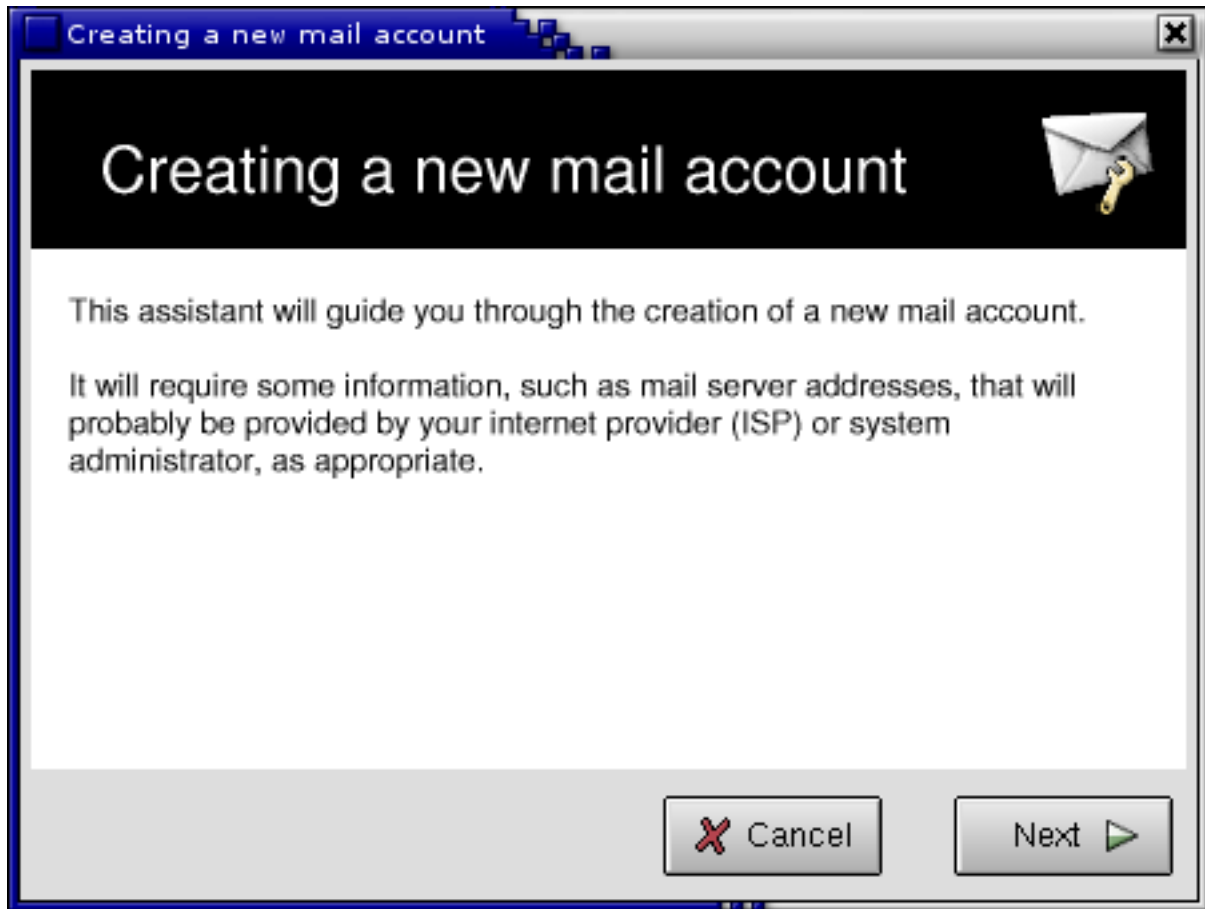 Creating a new mail account
Creating a new mail account
This assistant will guide you through the creation of a new mail account.
It will require some information, such as mail server addresses, that will
probably be provided by your internet provider (ISP) or system
administrator, as appropriate.
Cancel
Next